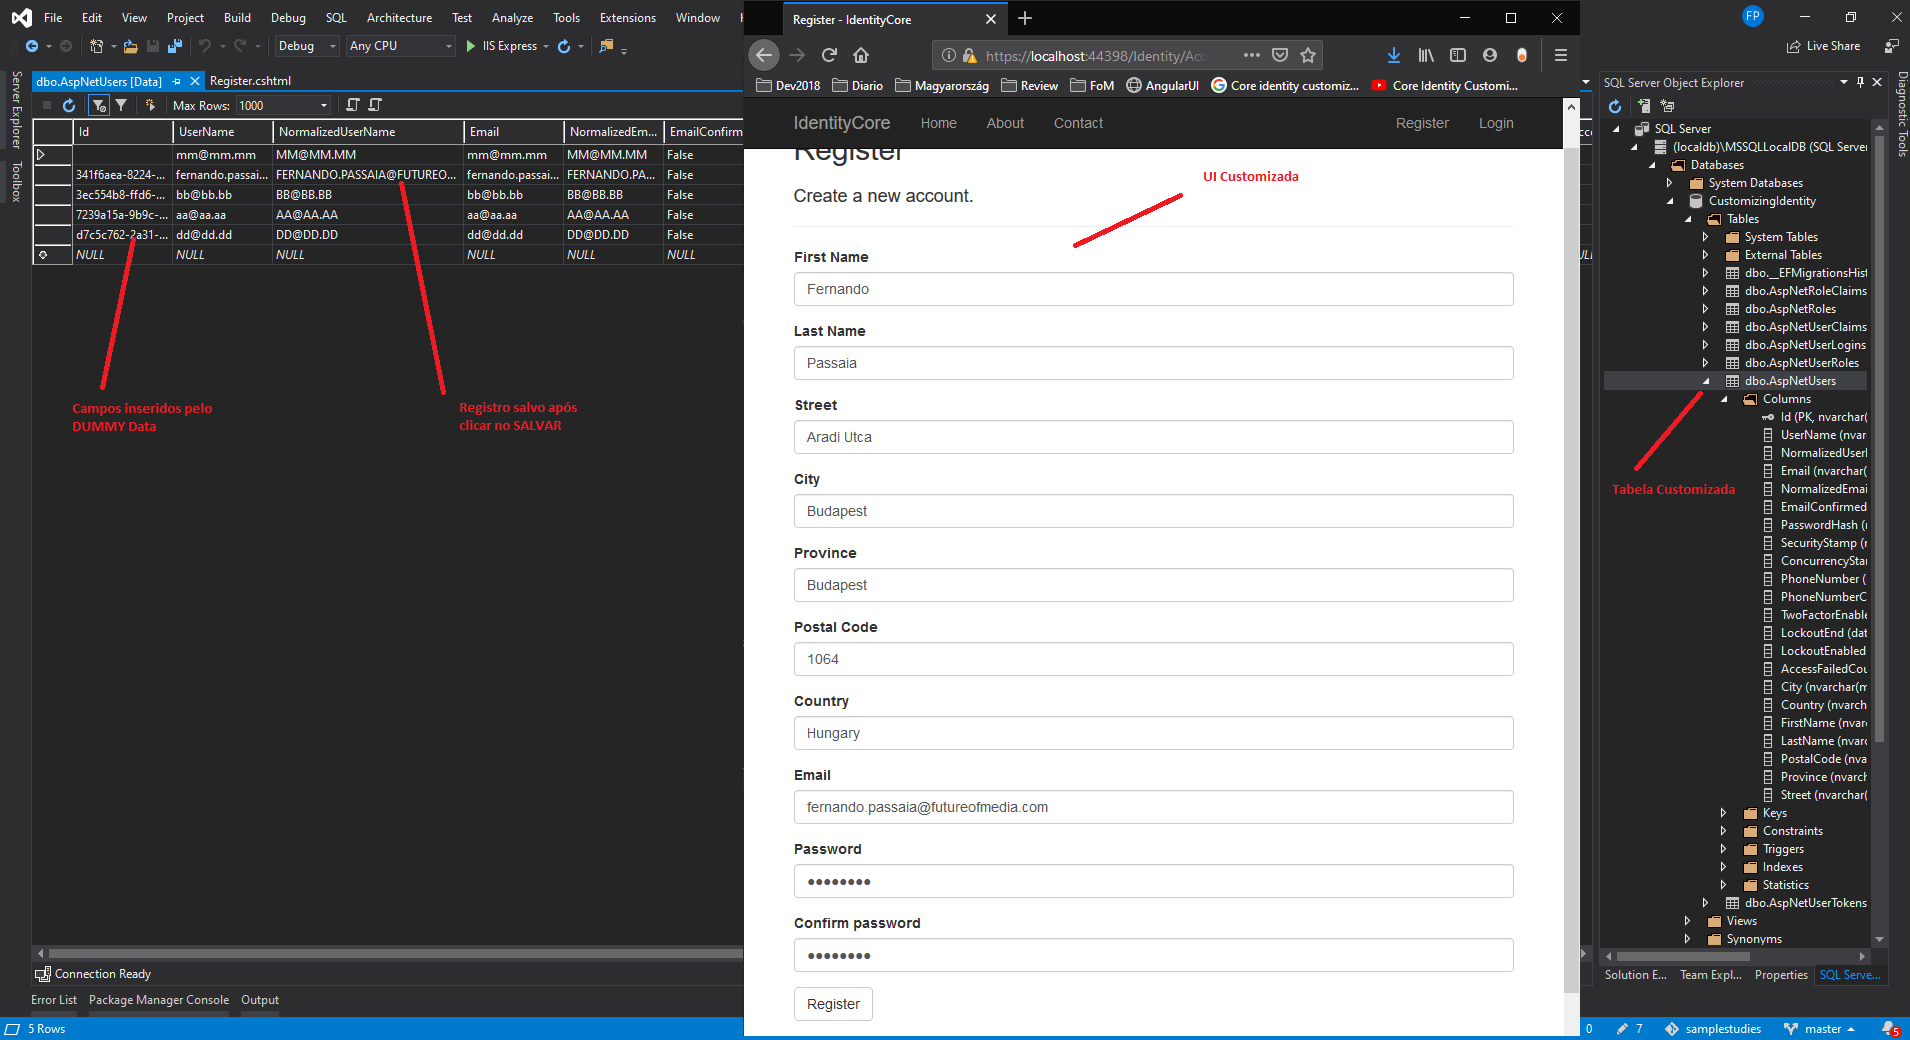 File Edit View Project Build Debug SQL Architecture Test Analyze Tools Extensions Window
FP
Debug Any CPU IIS Express
Live Share
Server Explorer
Toolbox
dbo.AspNetUsers [Data] Register.cshtml
Max Rows: 1000
Id UserName NormalizedUserName Email NormalizedEm... EmailConfirm
mm@mm.mm MM@MM.MM mm@mm.mm MM@MM.MM False
341f6aea-8224-... fernando.passai... FERNANDO.PASSAIA@FUTUREO... fernando.passai... FERNANDO.PA... False
3ec554b8-ffd6-... bb@bb.bb BB@BB.BB bb@bb.bb BB@BB.BB False
7239a15a-9b9c-... aa@aa.aa AA@AA.AA aa@aa.aa AA@AA.AA False
d7c5c762-2a31-... dd@dd.dd DD@DD.DD dd@dd.dd DD@DD.DD False
NULL NULL NULL NULL NULL NULL
Campos inseridos pelo
DUMMY Data
Registro salvo após
clicar no SALVAR
Connection Ready
Error List Package Manager Console Output
5 Rows
Register - IdentityCore
https://localhost:44398/Identity/Acc
Dev2018 Diario Magyarország Review FoM AngularUI Core identity customiz... Core Identity Customi...
IdentityCore Home About Contact Register Login
Register
Create a new account.
UI Customizada
First Name
Fernando
Last Name
Passaia
Street
Aradi Utca
City
Budapest
Province
Budapest
Postal Code
1064
Country
Hungary
Email
fernando.passaia@futureofmedia.com
Password
●●●●●●●●
Confirm password
●●●●●●●●
Register
SQL Server Object Explorer
Diagnostic Tools
SQL Server
(localdb)\MSSQLLocalDB (SQL Server
Databases
System Databases
CustomizingIdentity
Tables
System Tables
External Tables
dbo.__EFMigrationsHist
dbo.AspNetRoleClaims
dbo.AspNetRoles
dbo.AspNetUserClaims
dbo.AspNetUserLogins
dbo.AspNetUserRoles
dbo.AspNetUsers
Columns
Id (PK, nvarchar(
UserName (nvar
NormalizedUserI
Email (nvarchar(
NormalizedEmai
EmailConfirmed
PasswordHash (n
SecurityStamp (n
ConcurrencyStar
PhoneNumber (
PhoneNumberC
TwoFactorEnable
LockoutEnd (dat
LockoutEnabled
AccessFailedCou
City (nvarchar(m
Country (nvarch
FirstName (nvar
LastName (nvarc
PostalCode (nva
Province (nvarch
Street (nvarchar(
Keys
Constraints
Triggers
Indexes
Statistics
dbo.AspNetUserTokens
Views
Synonyms
Tabela Customizada
Solution E... Team Expl... Properties SQL Serve...
0 7 samplestudies master 5